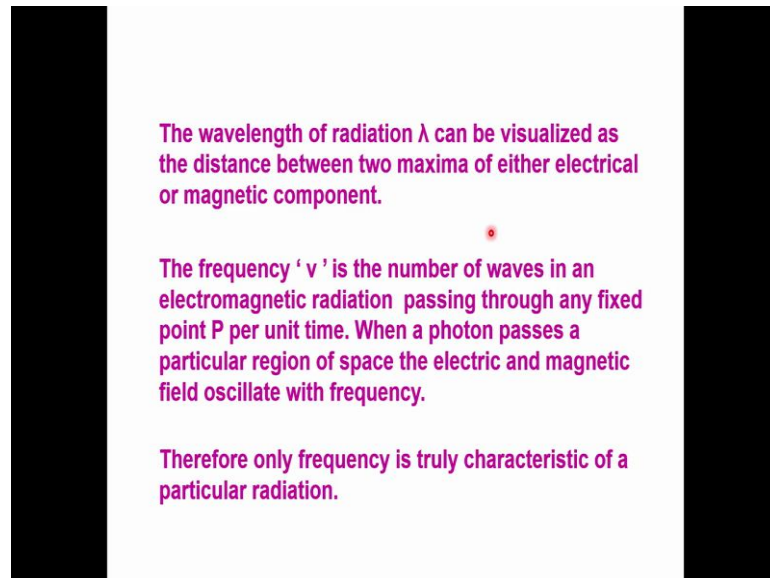 The wavelength of radiation λ can be visualized as
the distance between two maxima of either electrical
or magnetic component.
The frequency ‘ v ’ is the number of waves in an
electromagnetic radiation  passing through any fixed
point P per unit time. When a photon passes a
particular region of space the electric and magnetic
field oscillate with frequency.
Therefore only frequency is truly characteristic of a
particular radiation.